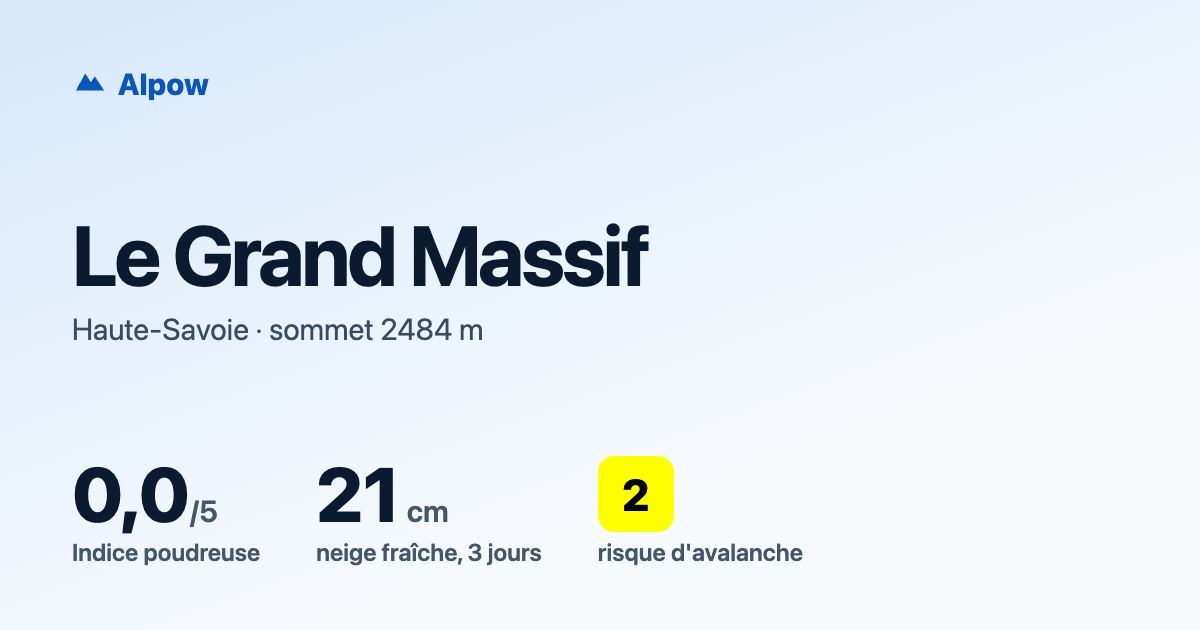 Alpow
Le Grand Massif
Haute-Savoie · sommet 2484 m
0,0/5
Indice poudreuse
21 cm
neige fraîche, 3 jours
2
risque d'avalanche